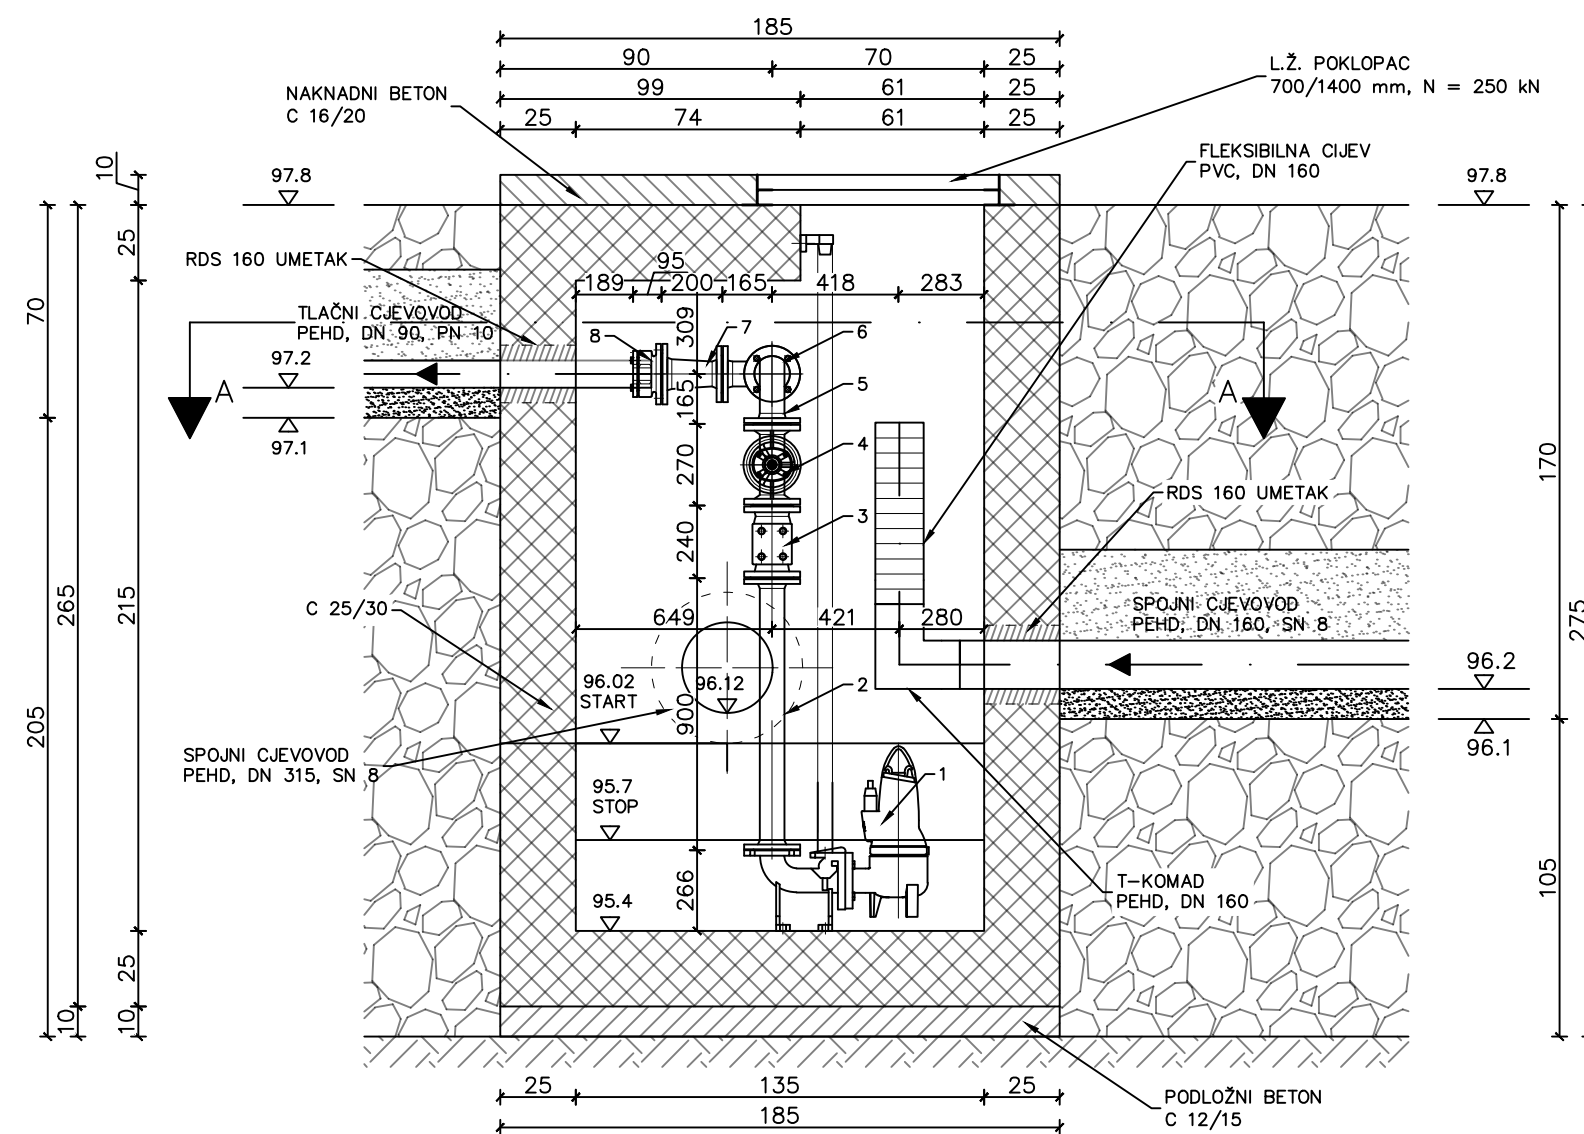 185
90 70 25
99 61 25
25 74 61 25
NAKNADNI BETON
C 16/20
L.Ž. POKLOPAC
700/1400 mm, N = 250 kN
FLEKSIBILNA CIJEV
PVC, DN 160
10
97.8
97.8
25
RDS 160 UMETAK
95
189 200 165 418 283
70
TLAČNI CJEVOVOD
PEHD, DN 90, PN 10
309
8
7
6
97.2
A
A
5
165
97.1
4
270
170
RDS 160 UMETAK
3
240
265
215
C 25/30
649 421 280
SPOJNI CJEVOVOD
PEHD, DN 160, SN 8
275
96.2
96.02
START
96.12
2
900
205
96.1
SPOJNI CJEVOVOD
PEHD, DN 315, SN 8
95.7
STOP
1
T-KOMAD
PEHD, DN 160
105
95.4
266
25
10
10
10
25 135 25
185
PODLOŽNI BETON
C 12/15